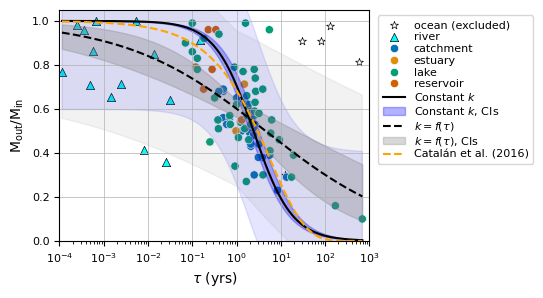 1.0
0.8
0.6
0.4
0.2
0.0
M_out/M_in
10⁻⁴
10⁻³
10⁻²
10⁻¹
10⁰
10¹
10²
10³
τ (yrs)
ocean (excluded)
river
catchment
estuary
lake
reservoir
Constant k
Constant k, CIs
k = f(τ)
k = f(τ), CIs
Catalán et al. (2016)